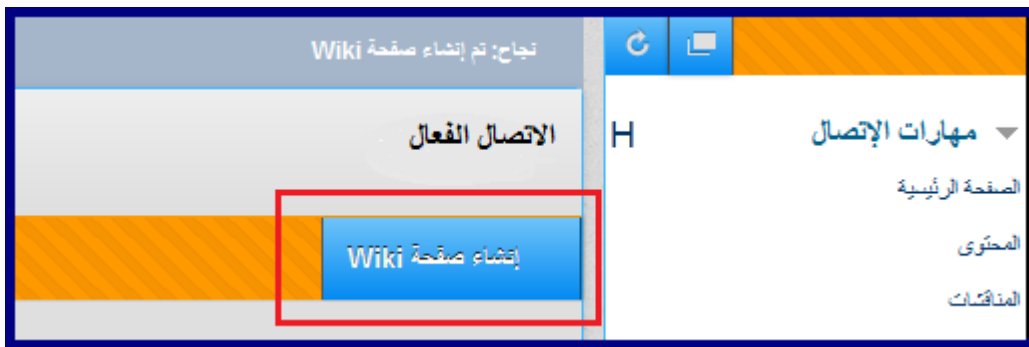 مهارات الإتصال H
الصفحة الرئيسية
المحتوى
المناقشات
نجاح: تم إنشاء صفحة Wiki
الاتصال الفعال
إنشاء صفحة Wiki